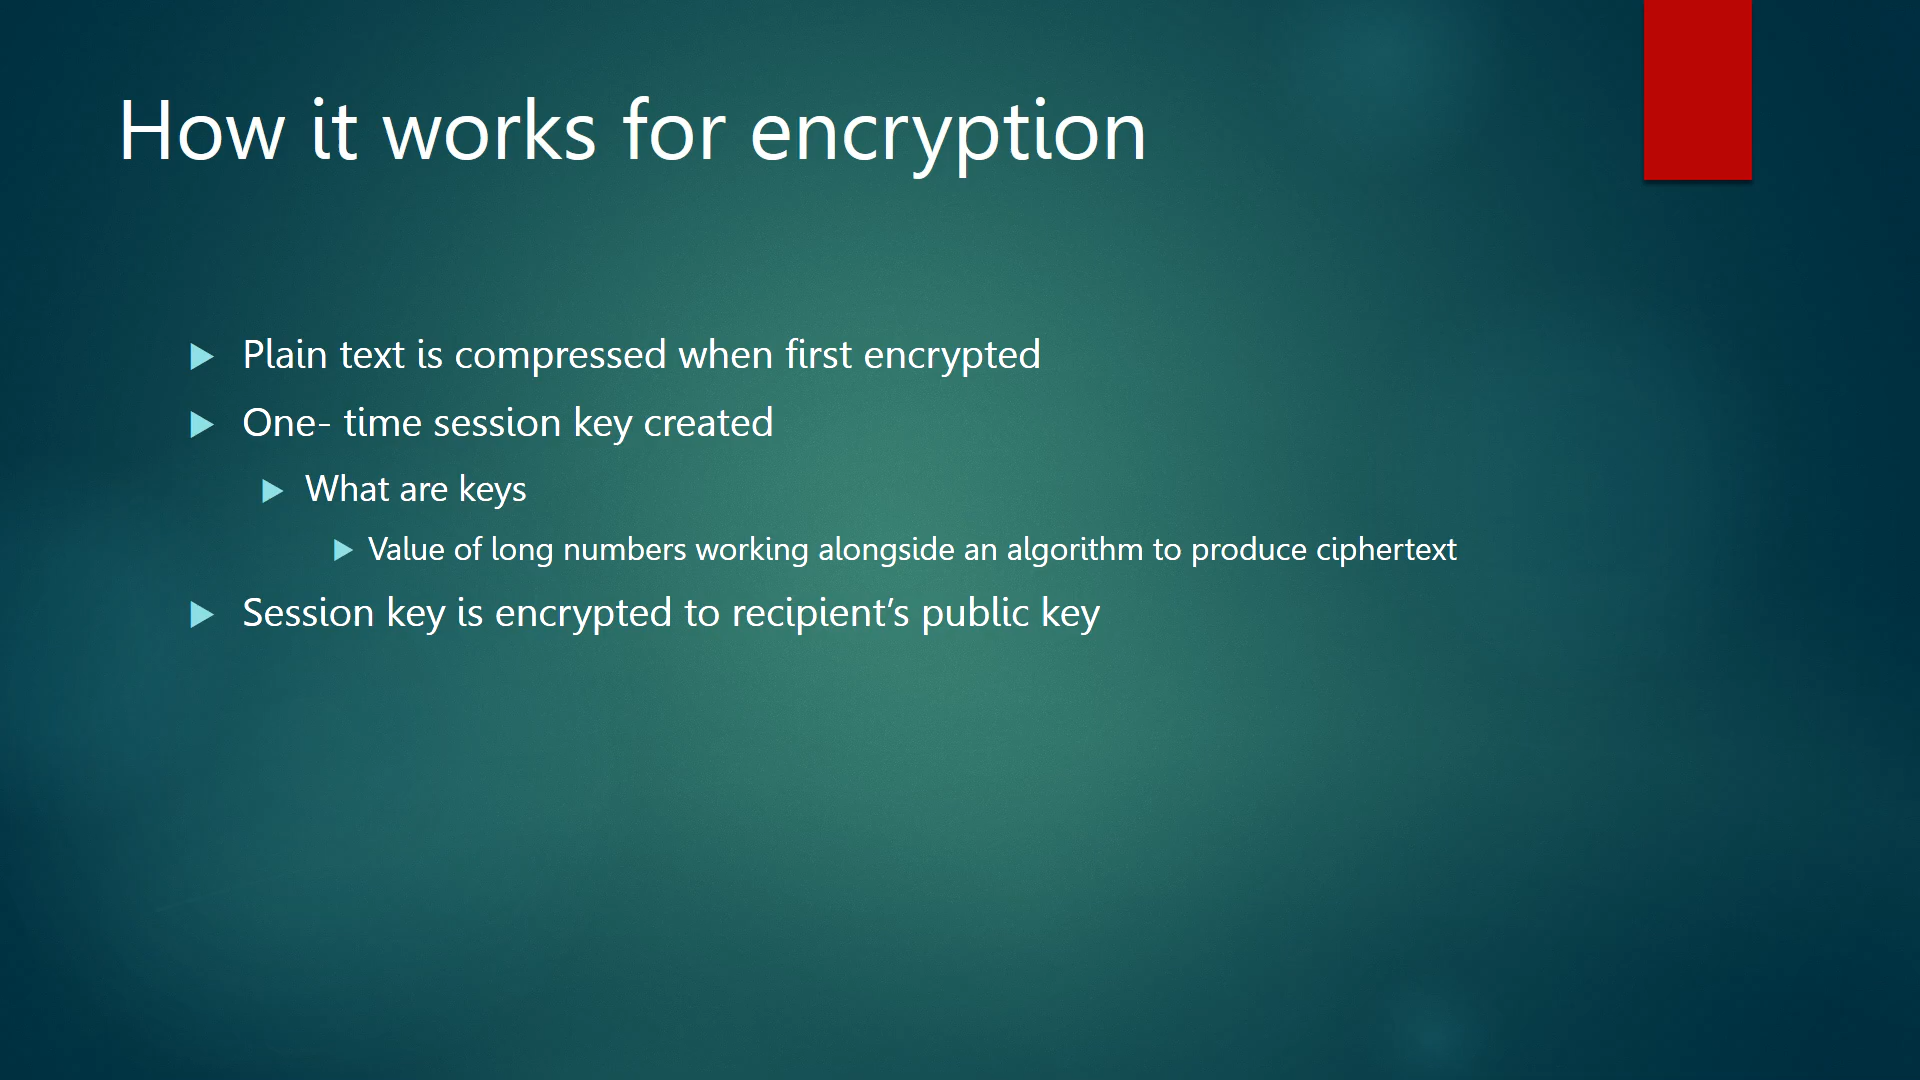 How it works for encryption
Plain text is compressed when first encrypted
One- time session key created
What are keys
Value of long numbers working alongside an algorithm to produce ciphertext
Session key is encrypted to recipient’s public key